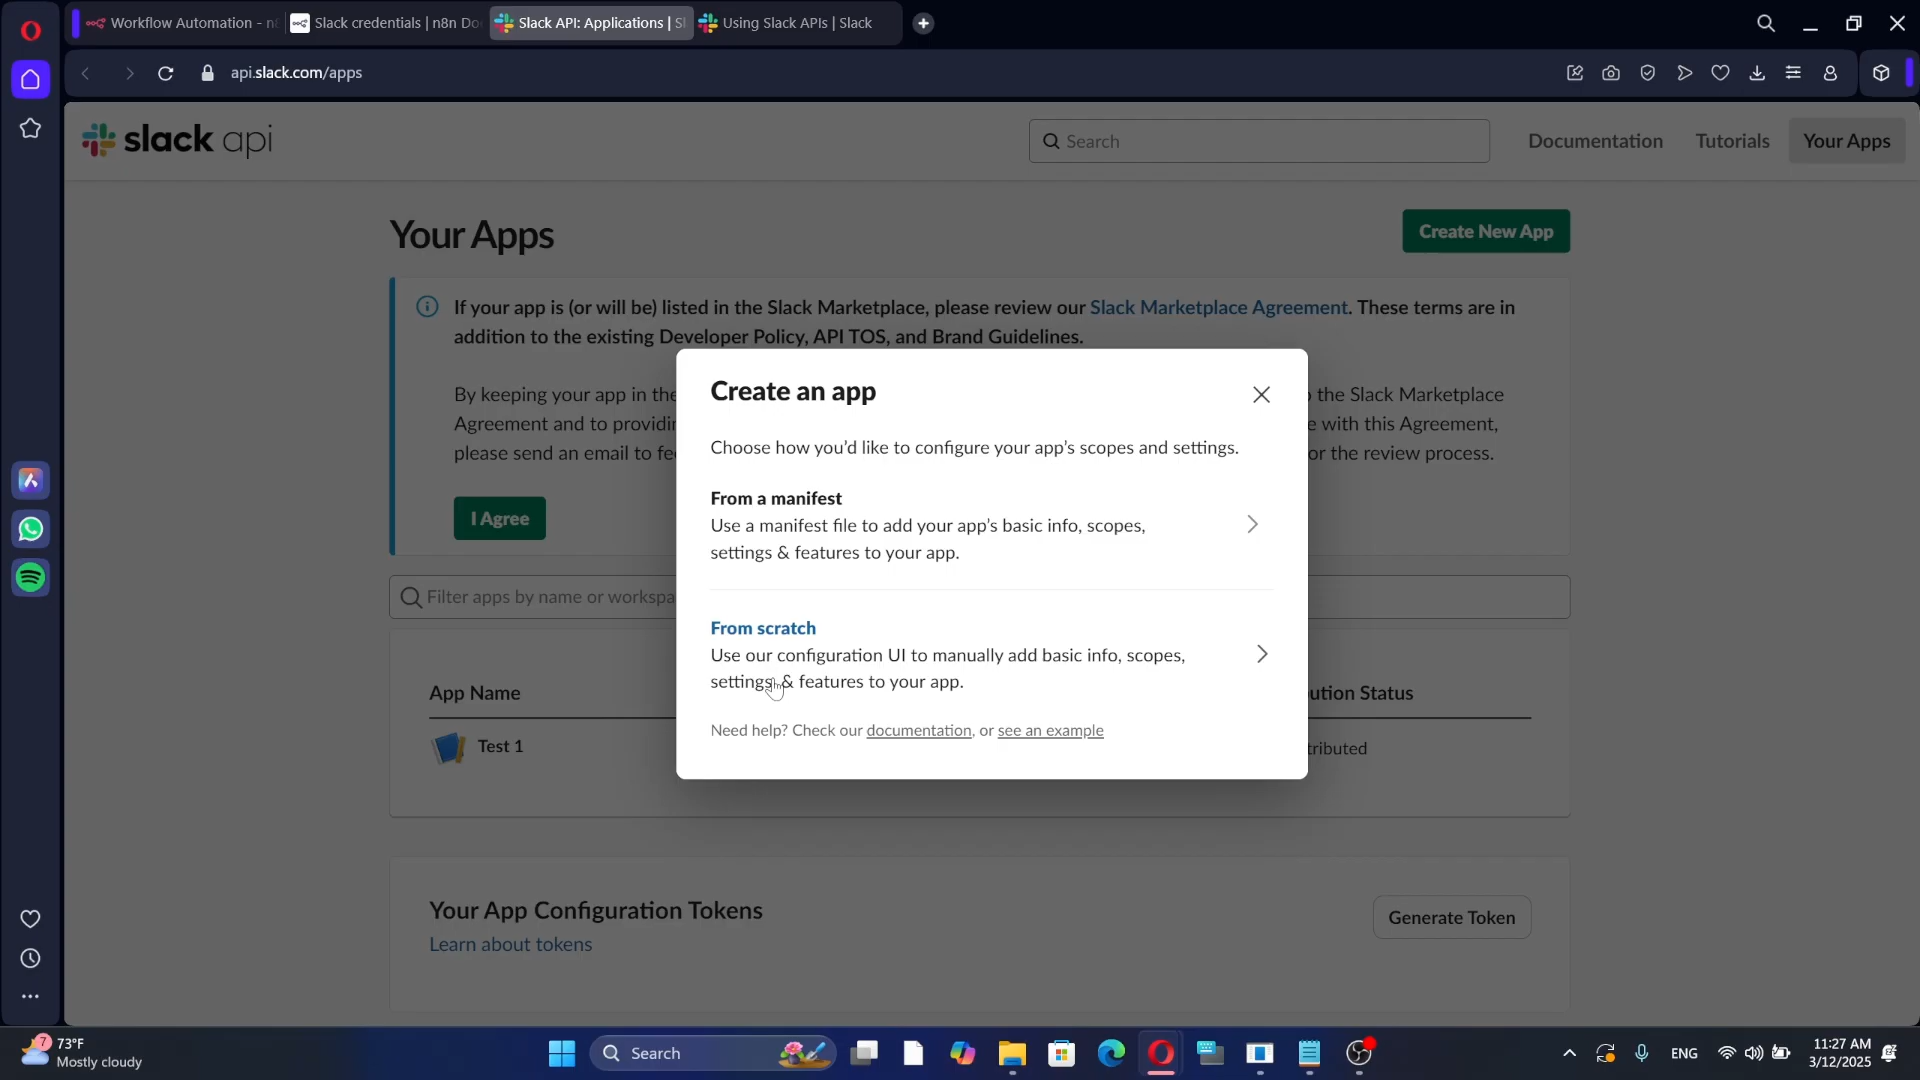 Workflow Automation - n8
Slack credentials | n8n Do
Slack API: Applications | Sl
Using Slack APIs | Slack
api.slack.com/apps
slack api
Search
Documentation
Tutorials
Your Apps
Your Apps
Create New App
If your app is (or will be) listed in the Slack Marketplace, please review our Slack Marketplace Agreement. These terms are in
addition to the existing Developer Policy, API TOS, and Brand Guidelines.
By keeping your app in the
the Slack Marketplace
Agreement and to providin
e with this Agreement,
please send an email to fee
or the review process.
I Agree
Create an app
Choose how you'd like to configure your app's scopes and settings.
From a manifest
Use a manifest file to add your app's basic info, scopes,
settings & features to your app.
From scratch
Use our configuration UI to manually add basic info, scopes,
settings & features to your app.
Need help? Check our documentation, or see an example
Filter apps by name or workspa
App Name
ution Status
Test 1
tributed
Your App Configuration Tokens
Learn about tokens
Generate Token
7
73°F
Mostly cloudy
Search
ENG
11:27 AM
3/12/2025